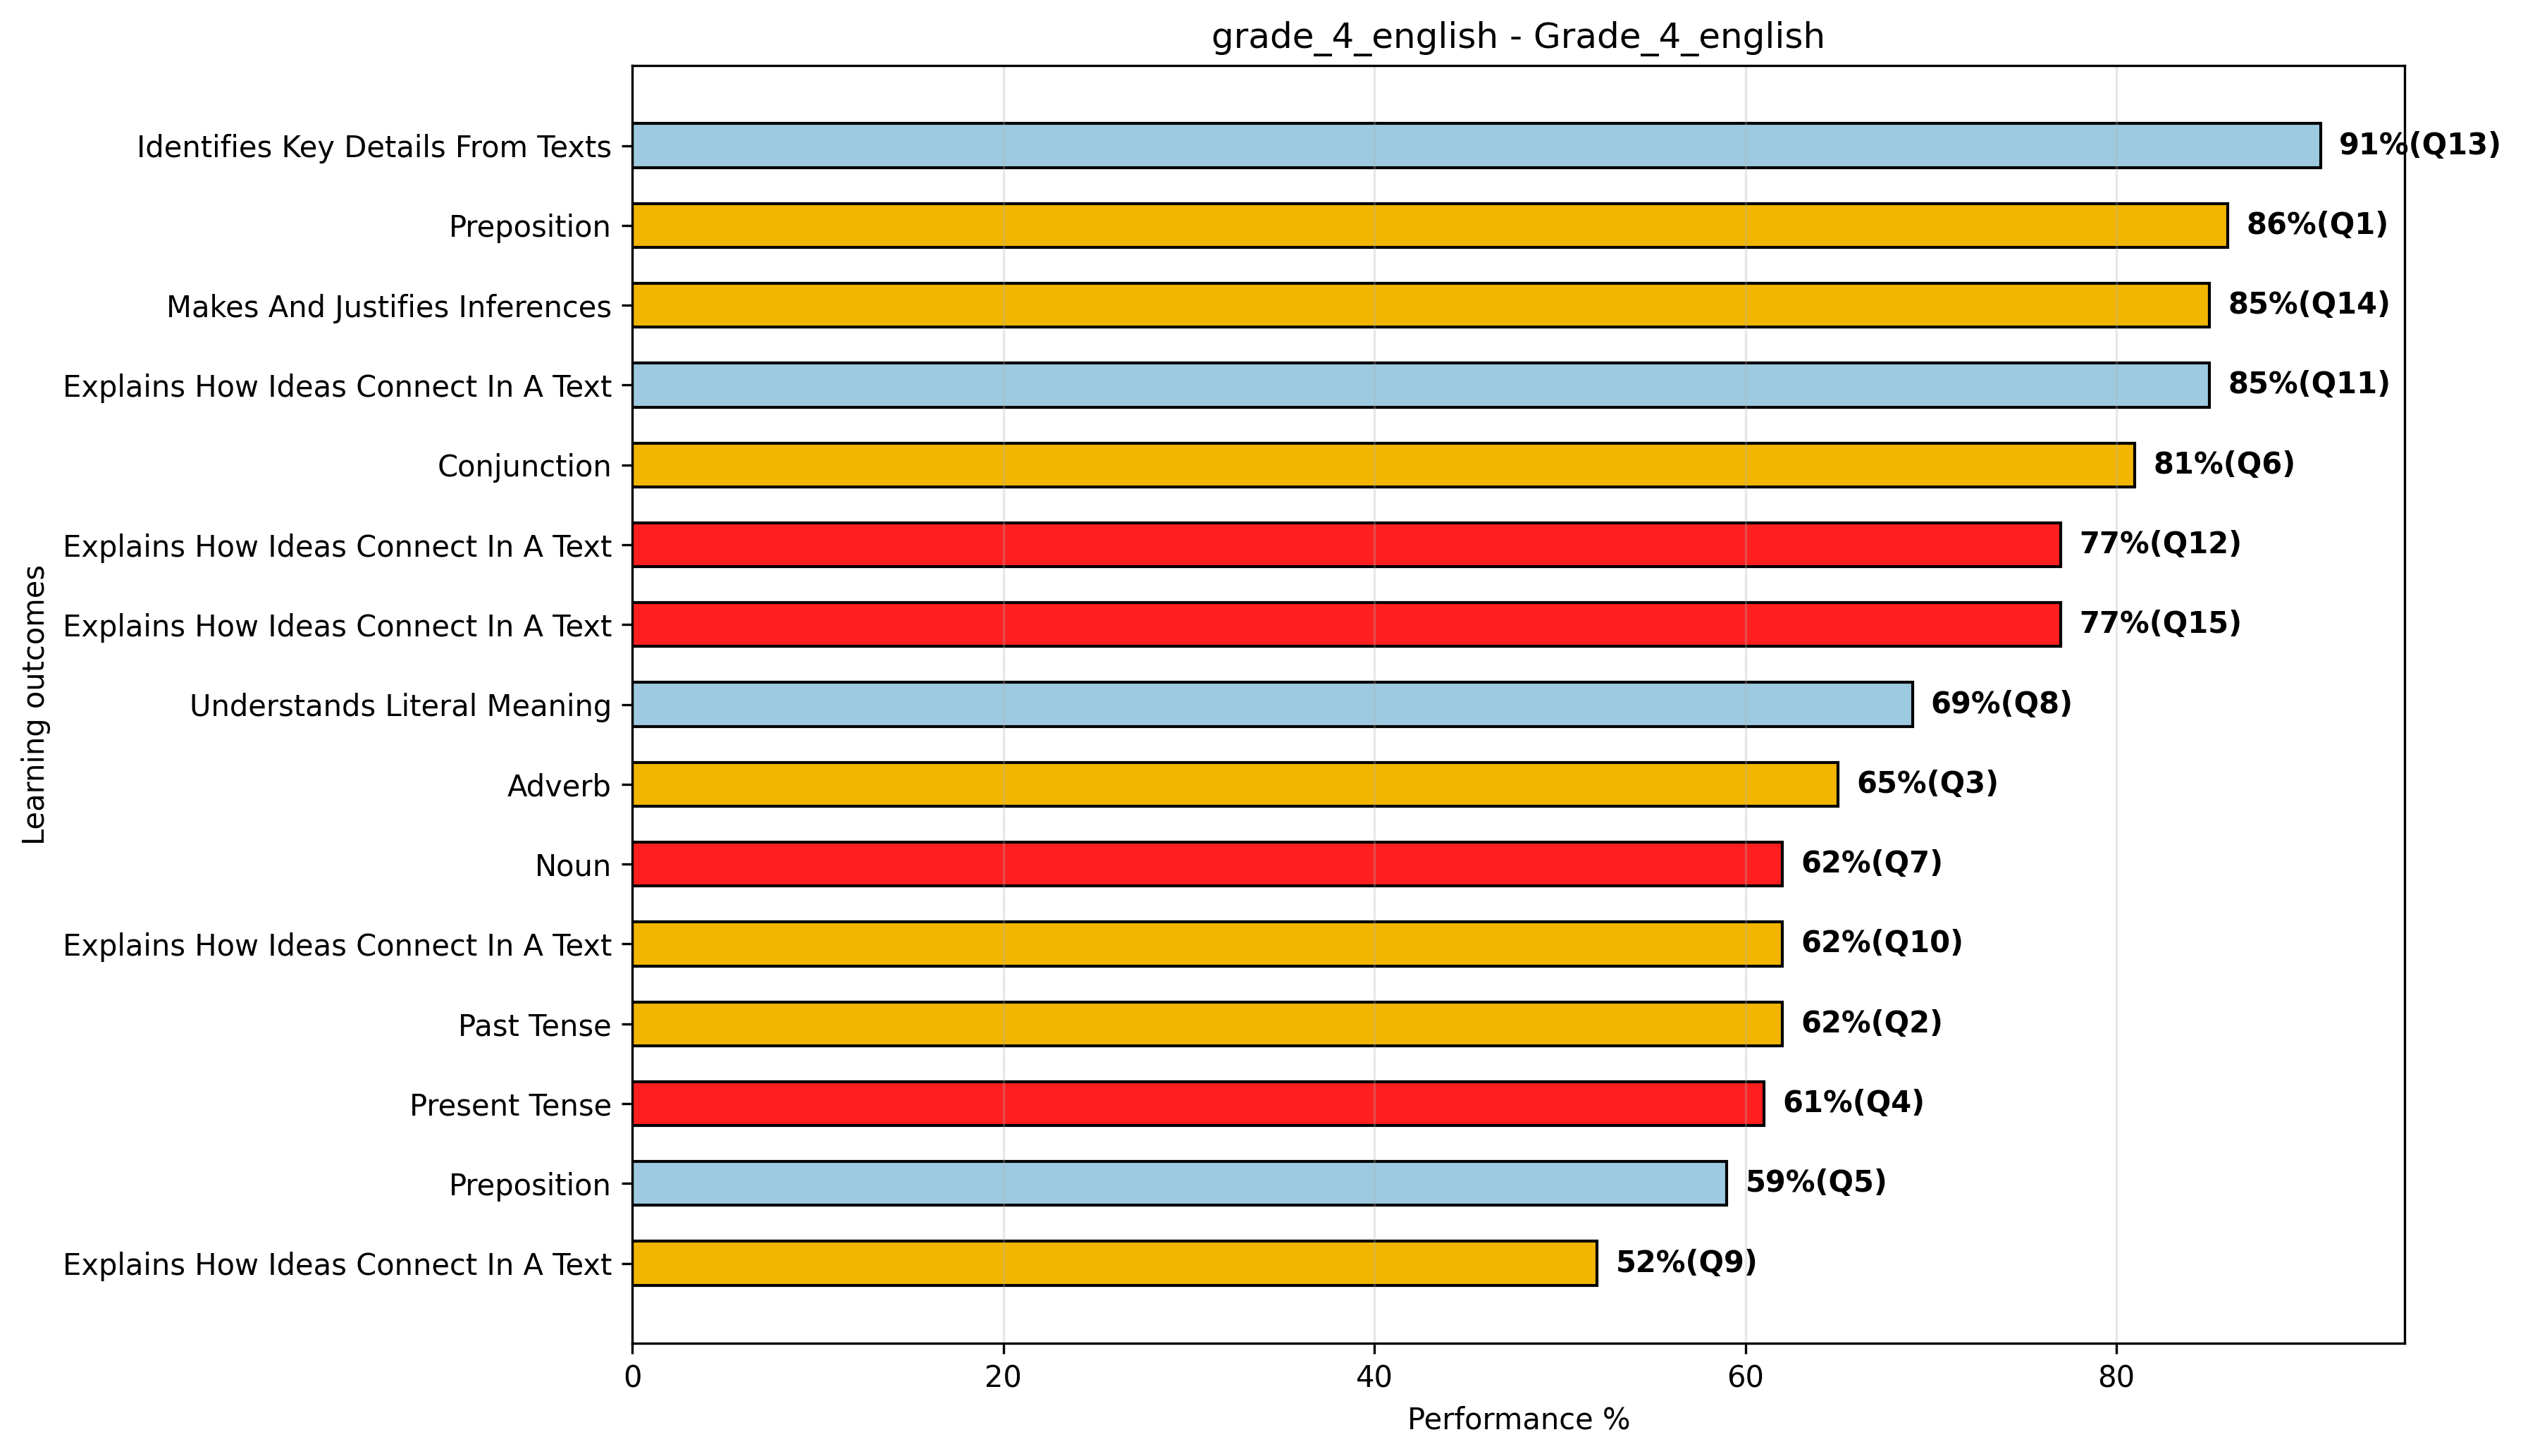 grade_4_english - Grade_4_english
Identifies Key Details From Texts 91%(Q13)
Preposition 86%(Q1)
Makes And Justifies Inferences 85%(Q14)
Explains How Ideas Connect In A Text 85%(Q11)
Conjunction 81%(Q6)
Explains How Ideas Connect In A Text 77%(Q12)
Explains How Ideas Connect In A Text 77%(Q15)
Understands Literal Meaning 69%(Q8)
Adverb 65%(Q3)
Noun 62%(Q7)
Explains How Ideas Connect In A Text 62%(Q10)
Past Tense 62%(Q2)
Present Tense 61%(Q4)
Preposition 59%(Q5)
Explains How Ideas Connect In A Text 52%(Q9)
Learning outcomes
0 20 40 60 80
Performance %